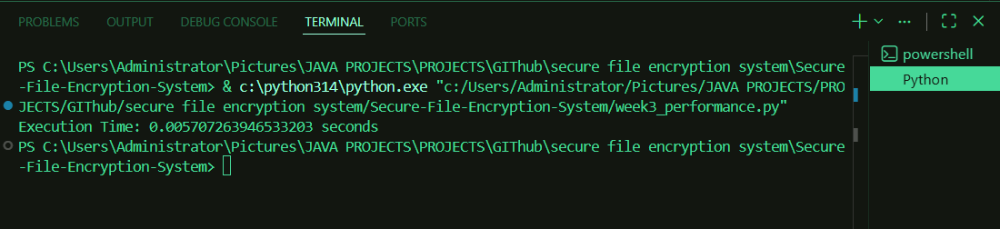 PROBLEMS OUTPUT DEBUG CONSOLE TERMINAL PORTS
PS C:\Users\Administrator\Pictures\JAVA PROJECTS\PROJECTS\GIThub\secure file encryption system\Secure
-File-Encryption-System> & c:\python314\python.exe "c:/Users/Administrator/Pictures/JAVA PROJECTS/PRO
JECTS/GIThub/secure file encryption system/Secure-File-Encryption-System/week3_performance.py"
Execution Time: 0.005707263946533203 seconds
PS C:\Users\Administrator\Pictures\JAVA PROJECTS\PROJECTS\GIThub\secure file encryption system\Secure
-File-Encryption-System>
powershell
Python